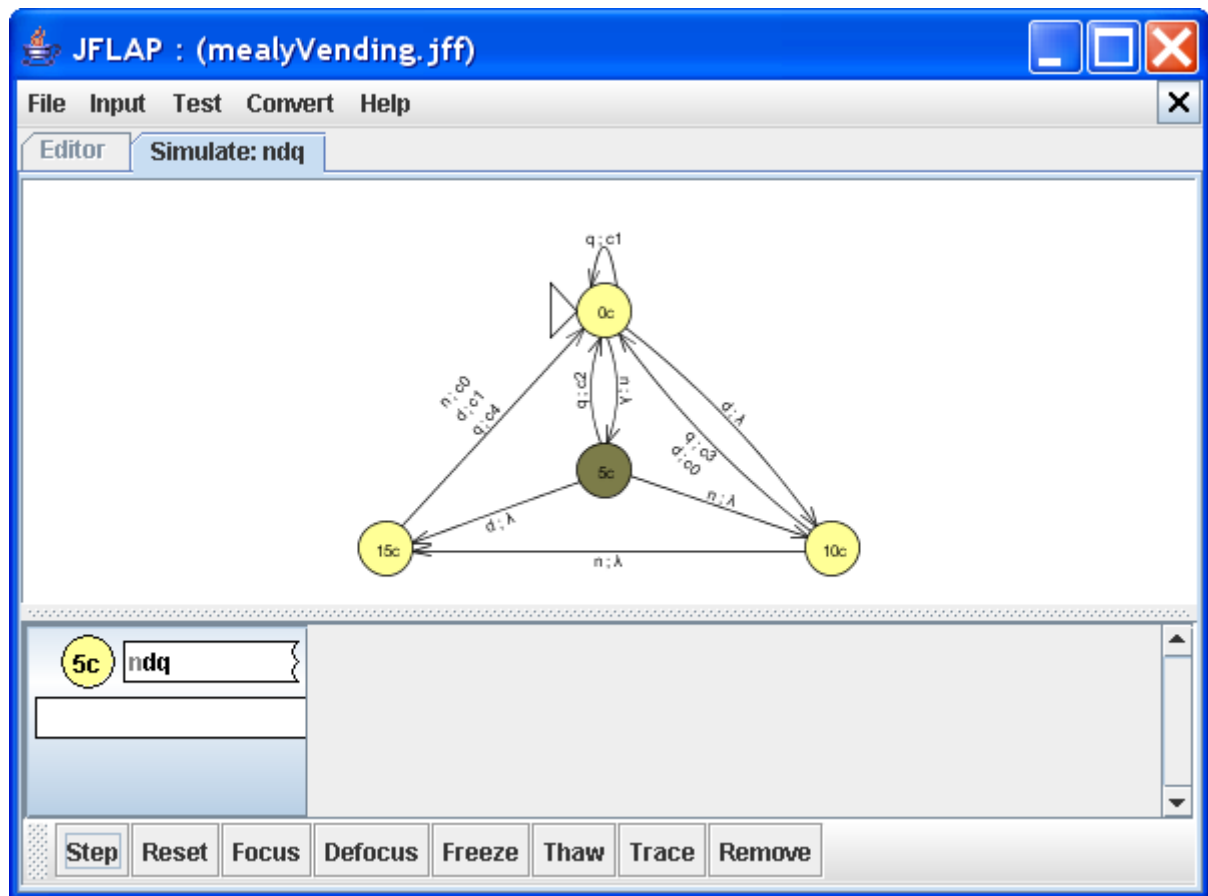 JFLAP : (mealyVending.jff)
File Input Test Convert Help
Editor Simulate: ndq
q ; c1
0c
n ; c0
d ; c1
q ; c4
q ; c2
n ; λ
d ; λ
q ; c3
d ; c0
5c
d ; λ
n ; λ
15c
n ; λ
10c
5c ndq
Step Reset Focus Defocus Freeze Thaw Trace Remove